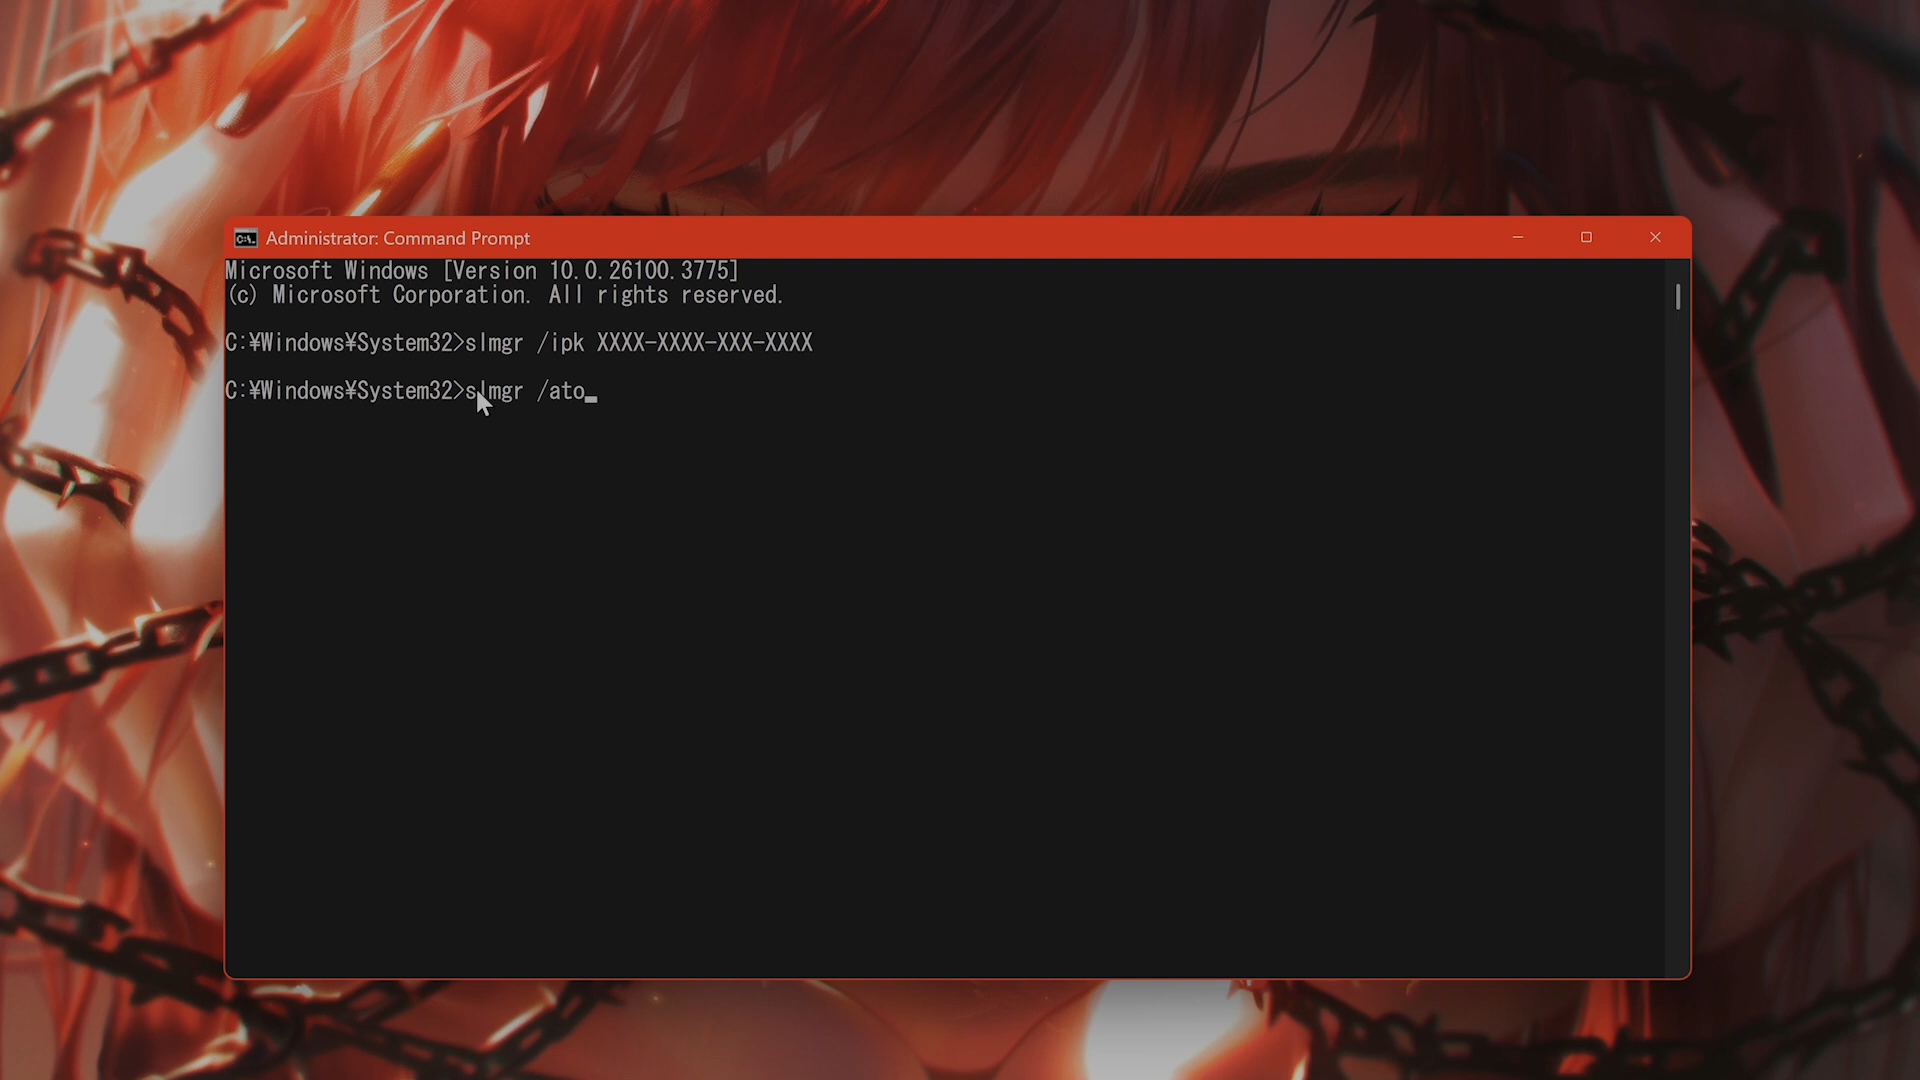 Administrator: Command Prompt
Microsoft Windows [Version 10.0.26100.3775]
(c) Microsoft Corporation. All rights reserved.
C:¥Windows¥System32>slmgr /ipk XXXX-XXXX-XXX-XXXX
C:¥Windows¥System32>slmgr /ato_